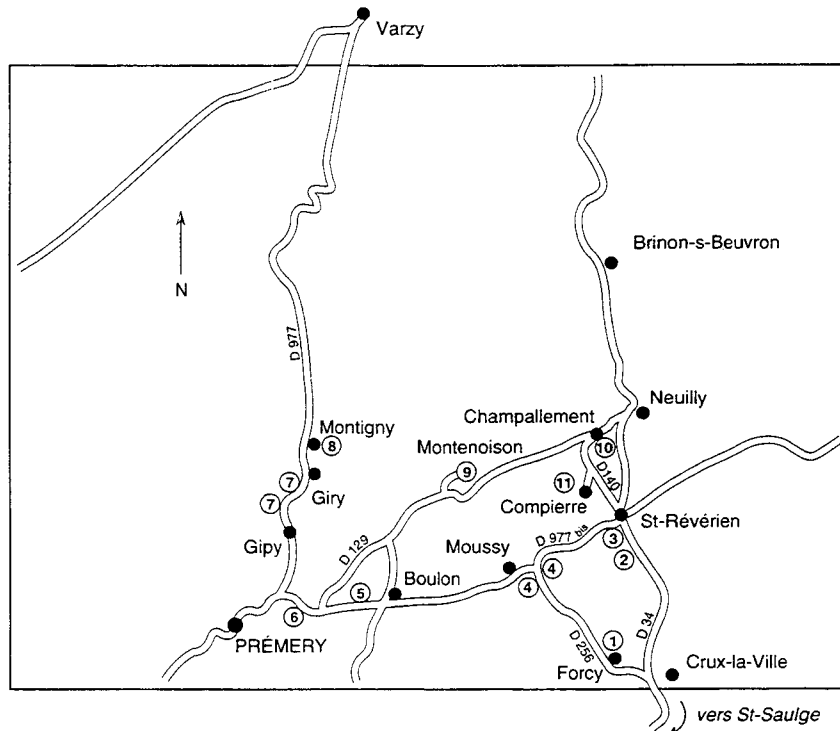 Varzy
Brinon-s-Beuvron
N
D 977
Neuilly
Champallement
Montigny
8
Montenoison
10
9
7
Giry
D140
11
Compierre
7
St-Révérien
D 977 bis
3
Gipy
D 129
Moussy
2
4
Boulon
5
4
6
PRÉMERY
D 34
1
D 256
Forcy
Crux-la-Ville
vers St-Saulge